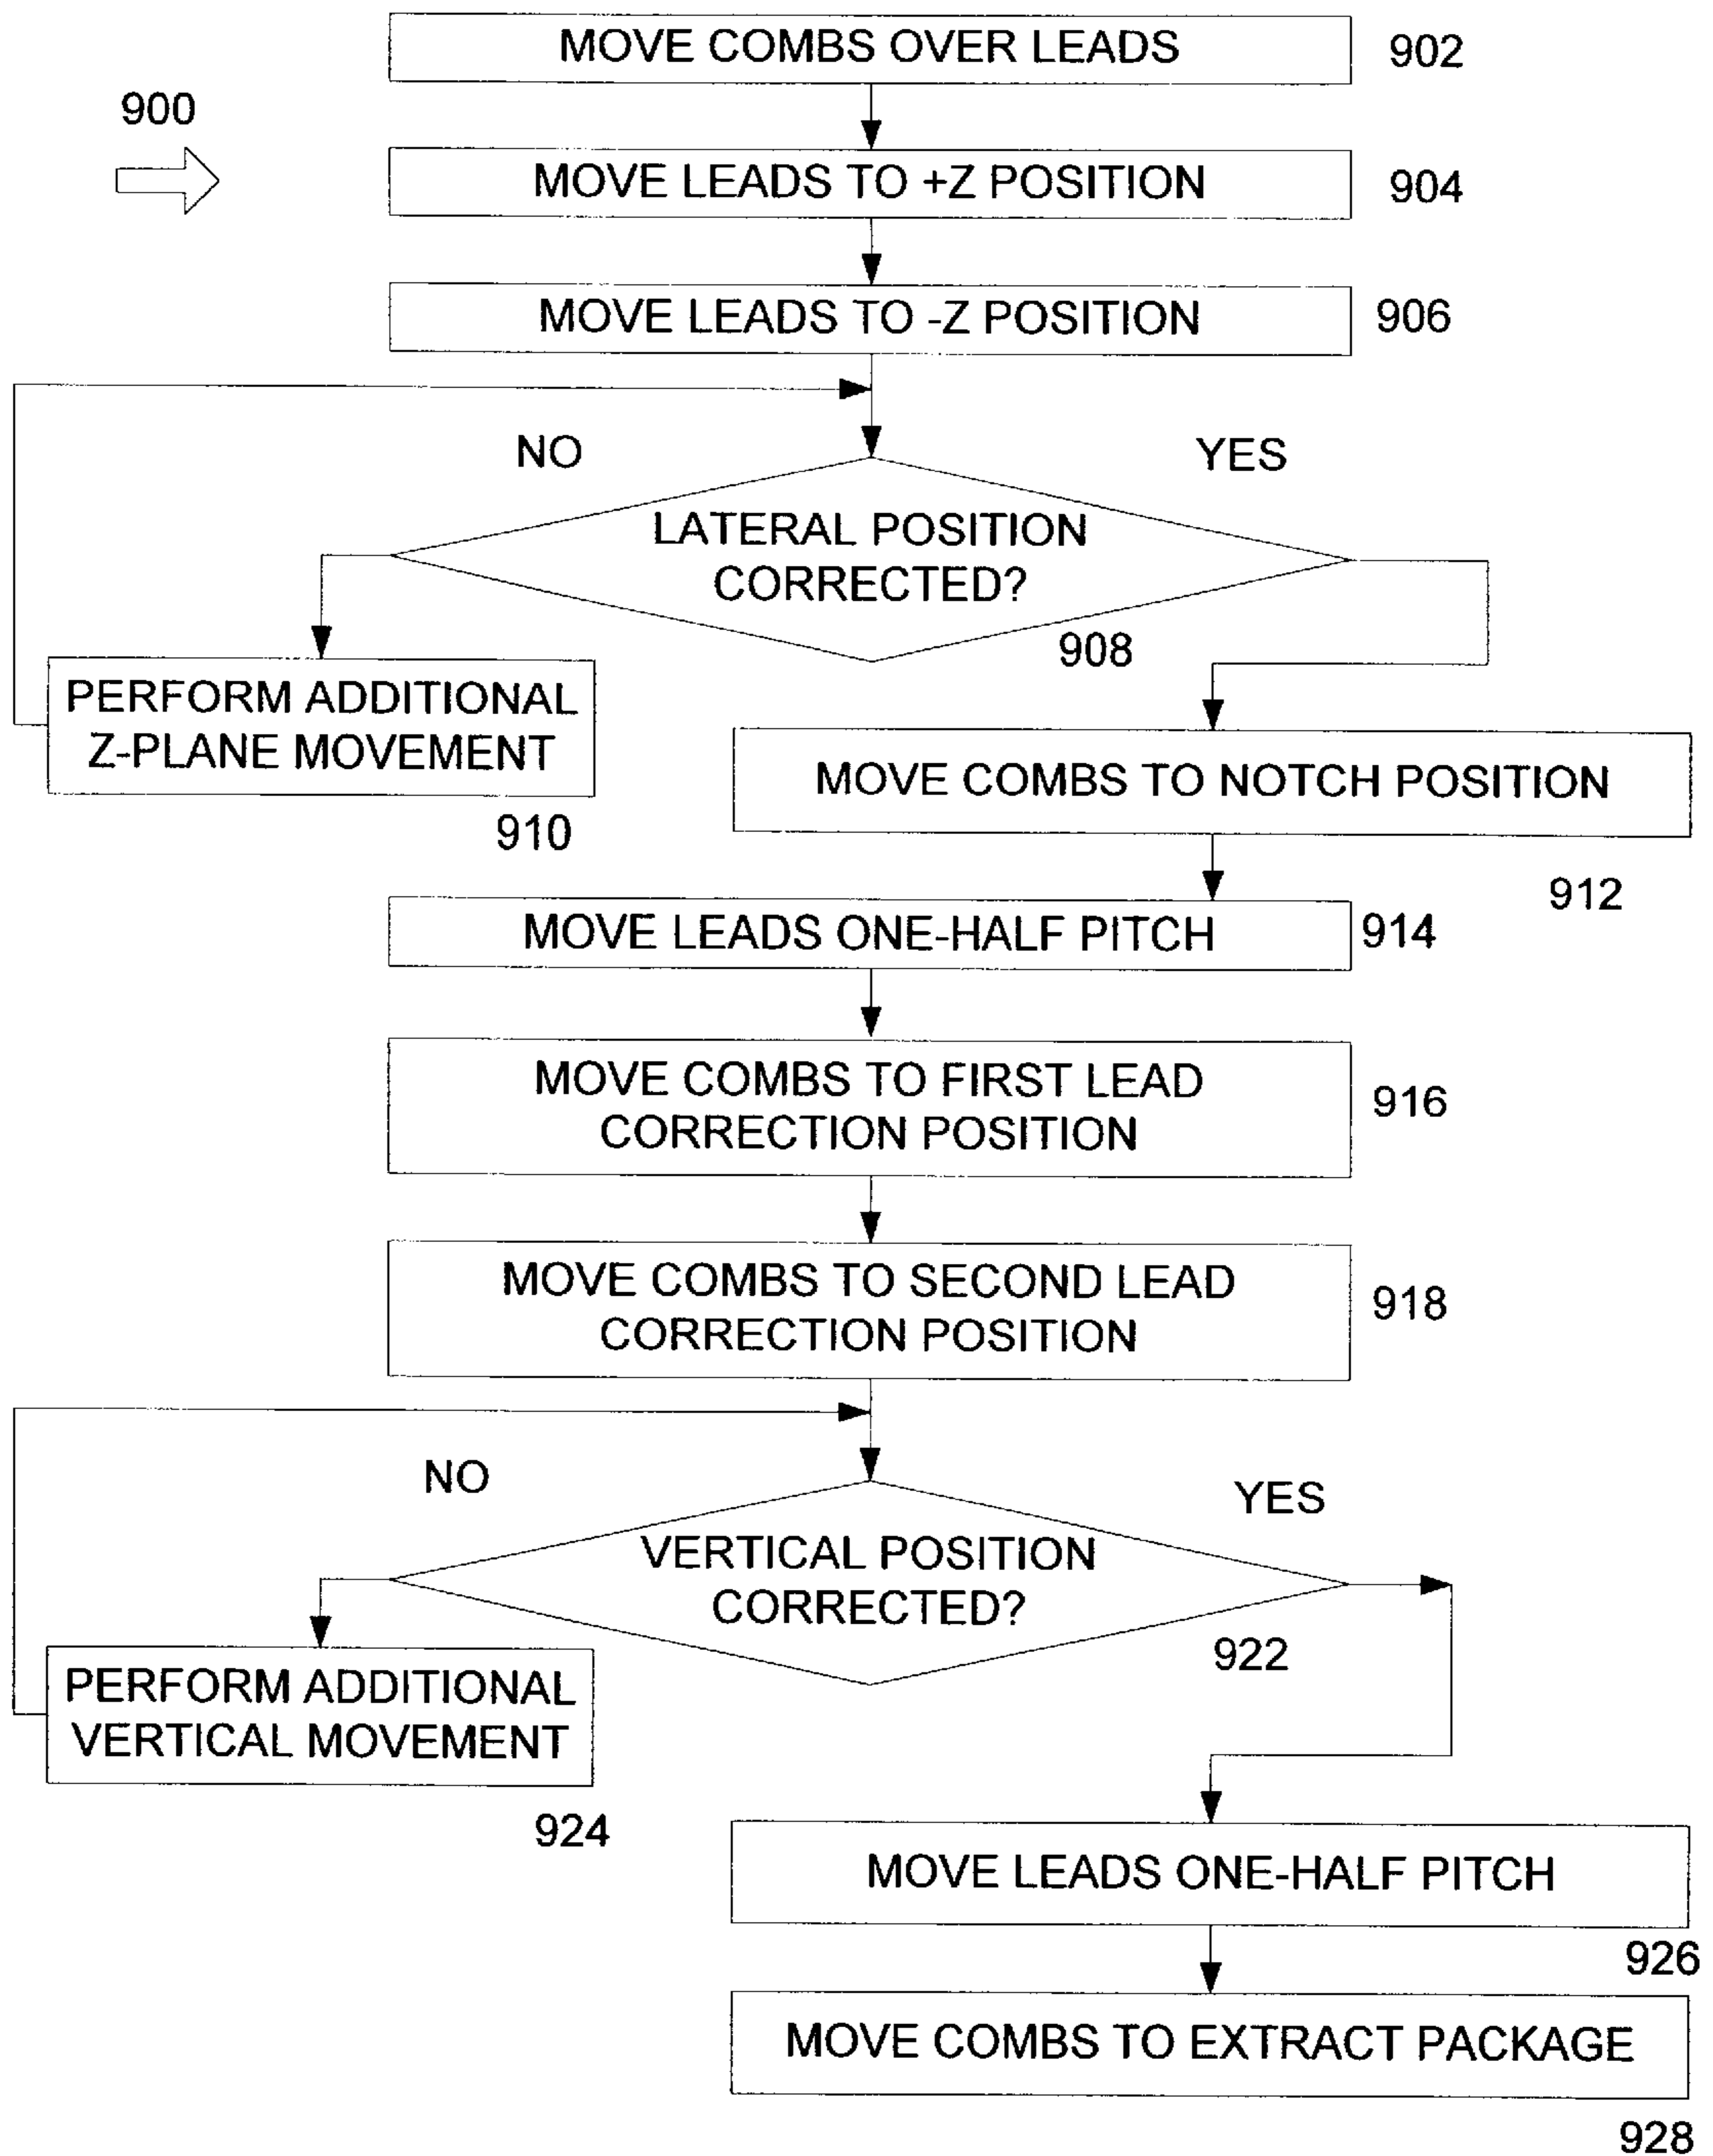 MOVE COMBS OVER LEADS
902
900
MOVE LEADS TO +Z POSITION
904
MOVE LEADS TO -Z POSITION
906
NO
YES
LATERAL POSITION
CORRECTED?
908
PERFORM ADDITIONAL
Z-PLANE MOVEMENT
910
MOVE COMBS TO NOTCH POSITION
912
MOVE LEADS ONE-HALF PITCH
914
MOVE COMBS TO FIRST LEAD
CORRECTION POSITION
916
MOVE COMBS TO SECOND LEAD
CORRECTION POSITION
918
NO
YES
VERTICAL POSITION
CORRECTED?
922
PERFORM ADDITIONAL
VERTICAL MOVEMENT
924
MOVE LEADS ONE-HALF PITCH
926
MOVE COMBS TO EXTRACT PACKAGE
928